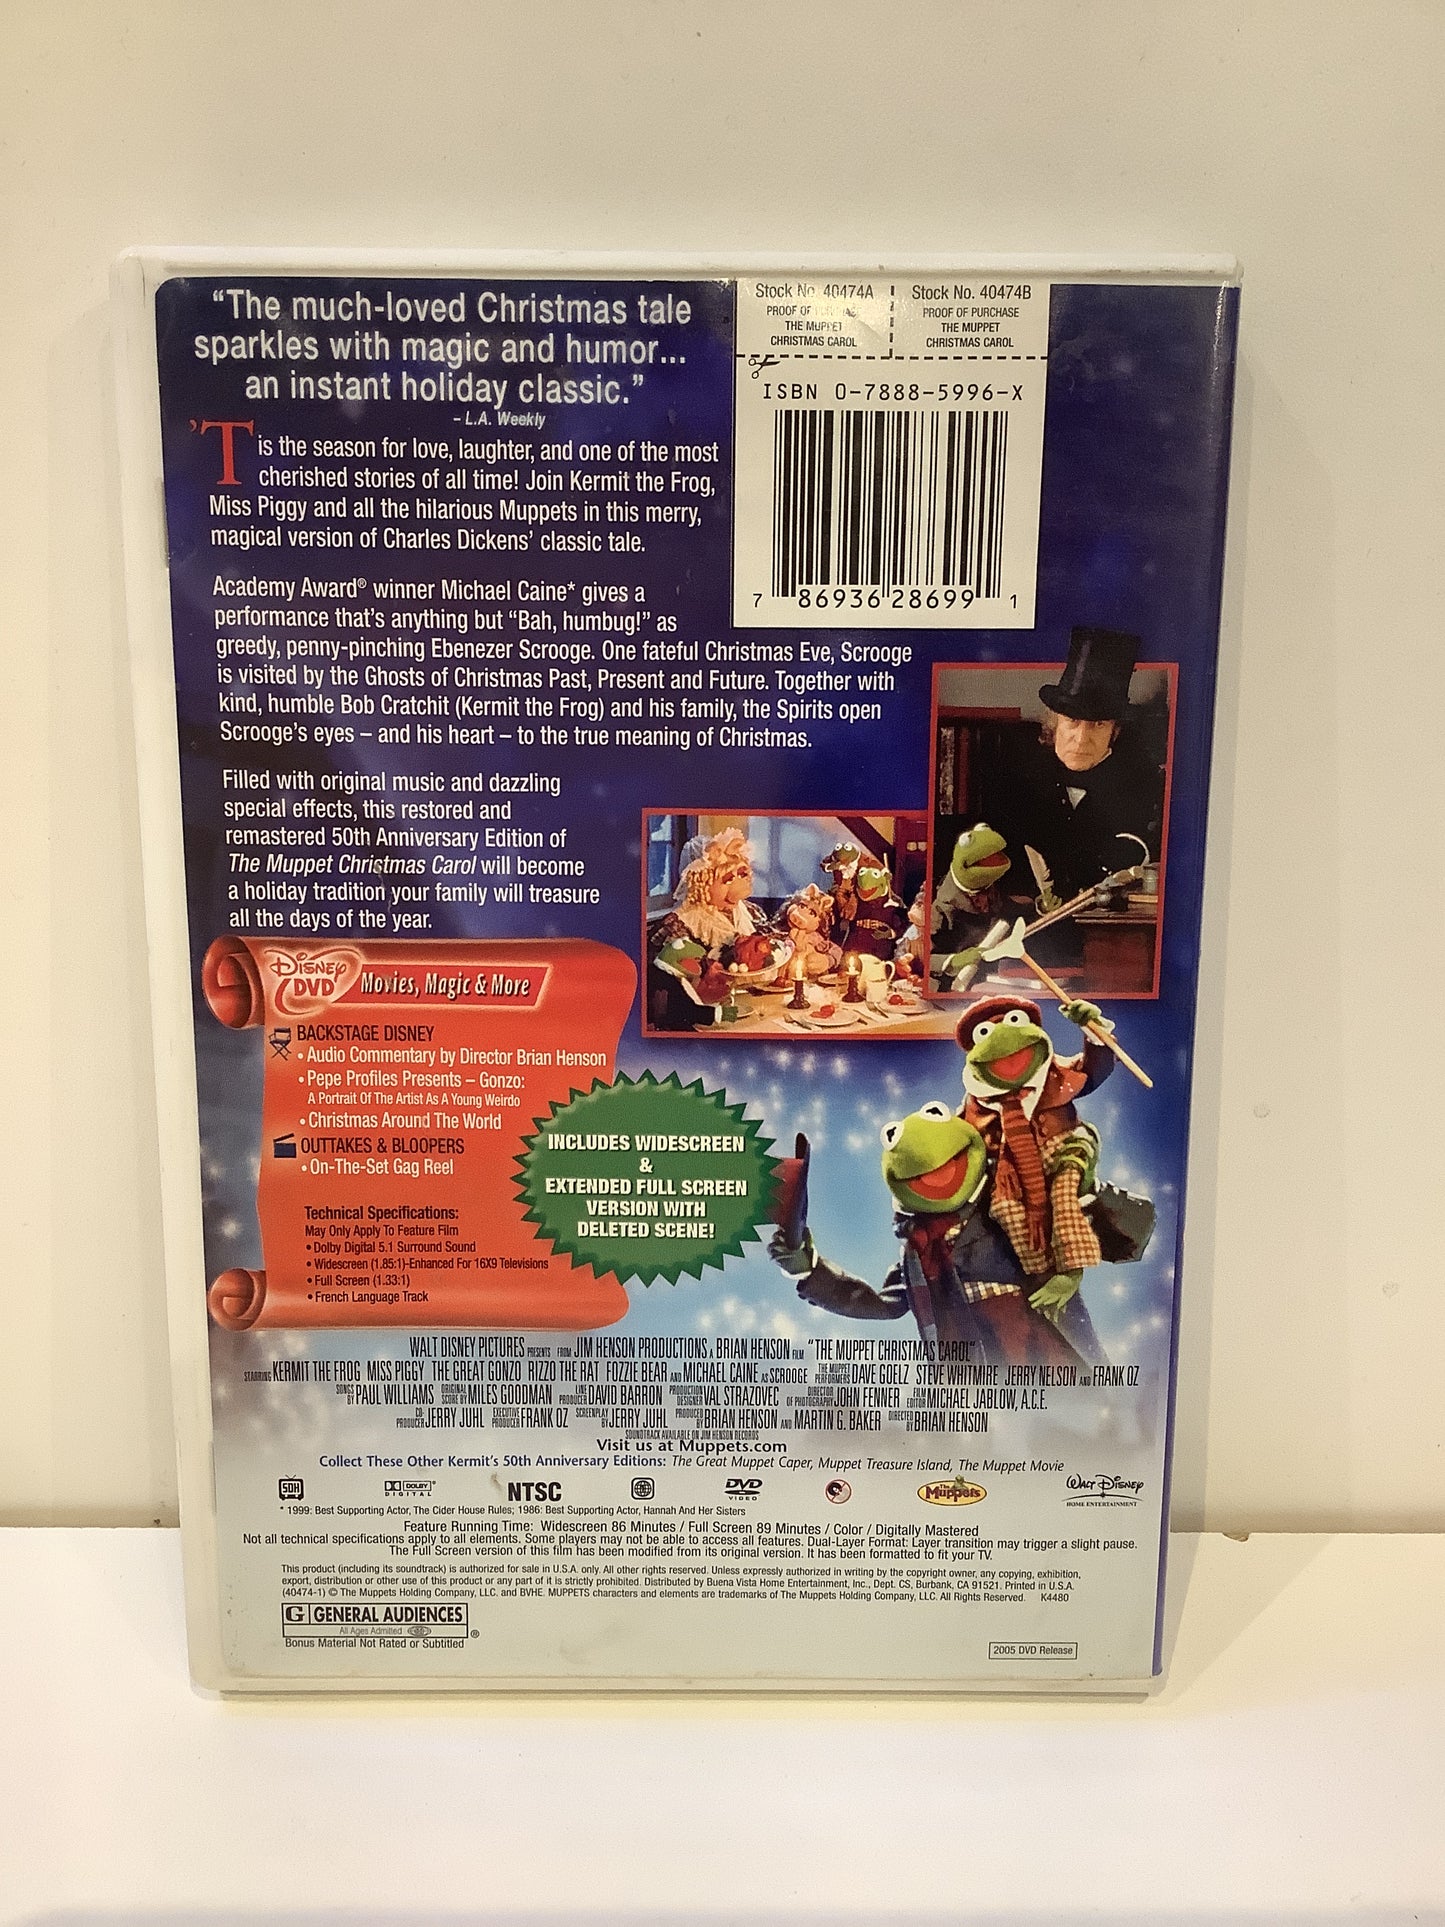 “The much-loved Christmas tale
sparkles with magic and humor...
an instant holiday classic.”
– L.A. Weekly
’Tis the season for love, laughter, and one of the most
cherished stories of all time! Join Kermit the Frog,
Miss Piggy and all the hilarious Muppets in this merry,
magical version of Charles Dickens’ classic tale.
Academy Award® winner Michael Caine* gives a
performance that’s anything but “Bah, humbug!” as
greedy, penny-pinching Ebenezer Scrooge. One fateful Christmas Eve, Scrooge
is visited by the Ghosts of Christmas Past, Present and Future. Together with
kind, humble Bob Cratchit (Kermit the Frog) and his family, the Spirits open
Scrooge’s eyes – and his heart – to the true meaning of Christmas.
Filled with original music and dazzling
special effects, this restored and
remastered 50th Anniversary Edition of
The Muppet Christmas Carol will become
a holiday tradition your family will treasure
all the days of the year.
Stock No. 40474A
PROOF OF PURCHASE
THE MUPPET
CHRISTMAS CAROL
Stock No. 40474B
PROOF OF PURCHASE
THE MUPPET
CHRISTMAS CAROL
ISBN 0-7888-5996-X
7 86936 28699 1
Disney DVD Movies, Magic & More
BACKSTAGE DISNEY
• Audio Commentary by Director Brian Henson
• Pepe Profiles Presents – Gonzo:
A Portrait Of The Artist As A Young Weirdo
• Christmas Around The World
OUTTAKES & BLOOPERS
• On-The-Set Gag Reel
Technical Specifications:
May Only Apply To Feature Film
• Dolby Digital 5.1 Surround Sound
• Widescreen (1.85:1)-Enhanced For 16X9 Televisions
• Full Screen (1.33:1)
• French Language Track
INCLUDES WIDESCREEN
&
EXTENDED FULL SCREEN
VERSION WITH
DELETED SCENE!
WALT DISNEY PICTURES PRESENTS FROM JIM HENSON PRODUCTIONS A BRIAN HENSON FILM “THE MUPPET CHRISTMAS CAROL”
STARRING KERMIT THE FROG MISS PIGGY THE GREAT GONZO RIZZO THE RAT FOZZIE BEAR AND MICHAEL CAINE AS SCROOGE THE MUPPET PERFORMERS DAVE GOELZ STEVE WHITMIRE JERRY NELSON AND FRANK OZ
SONGS BY PAUL WILLIAMS ORIGINAL SCORE BY MILES GOODMAN LINE PRODUCER DAVID BARRON PRODUCTION DESIGNER VAL STRAZOVEC DIRECTOR OF PHOTOGRAPHY JOHN FENNER FILM EDITOR MICHAEL JABLOW, A.C.E.
CO-PRODUCER JERRY JUHL EXECUTIVE PRODUCER FRANK OZ SCREENPLAY BY JERRY JUHL PRODUCED BY BRIAN HENSON AND MARTIN G. BAKER DIRECTED BY BRIAN HENSON
SOUNDTRACK AVAILABLE ON JIM HENSON RECORDS
Visit us at Muppets.com
Collect These Other Kermit’s 50th Anniversary Editions: The Great Muppet Caper, Muppet Treasure Island, The Muppet Movie
SDH DOLBY DIGITAL NTSC 1 DVD VIDEO The Muppets Walt Disney HOME ENTERTAINMENT
* 1999: Best Supporting Actor, The Cider House Rules; 1986: Best Supporting Actor, Hannah And Her Sisters
Feature Running Time: Widescreen 86 Minutes / Full Screen 89 Minutes / Color / Digitally Mastered
Not all technical specifications apply to all elements. Some players may not be able to access all features. Dual-Layer Format: Layer transition may trigger a slight pause.
The Full Screen version of this film has been modified from its original version. It has been formatted to fit your TV.
This product (including its soundtrack) is authorized for sale in U.S.A. only. All other rights reserved. Unless expressly authorized in writing by the copyright owner, any copying, exhibition,
export, distribution or other use of this product or any part of it is strictly prohibited. Distributed by Buena Vista Home Entertainment, Inc., Dept. CS, Burbank, CA 91521. Printed in U.S.A.
(40474-1) © The Muppets Holding Company, LLC. and BVHE. MUPPETS characters and elements are trademarks of The Muppets Holding Company, LLC. All Rights Reserved. K4480
G GENERAL AUDIENCES
All Ages Admitted ®
Bonus Material Not Rated or Subtitled
2005 DVD Release